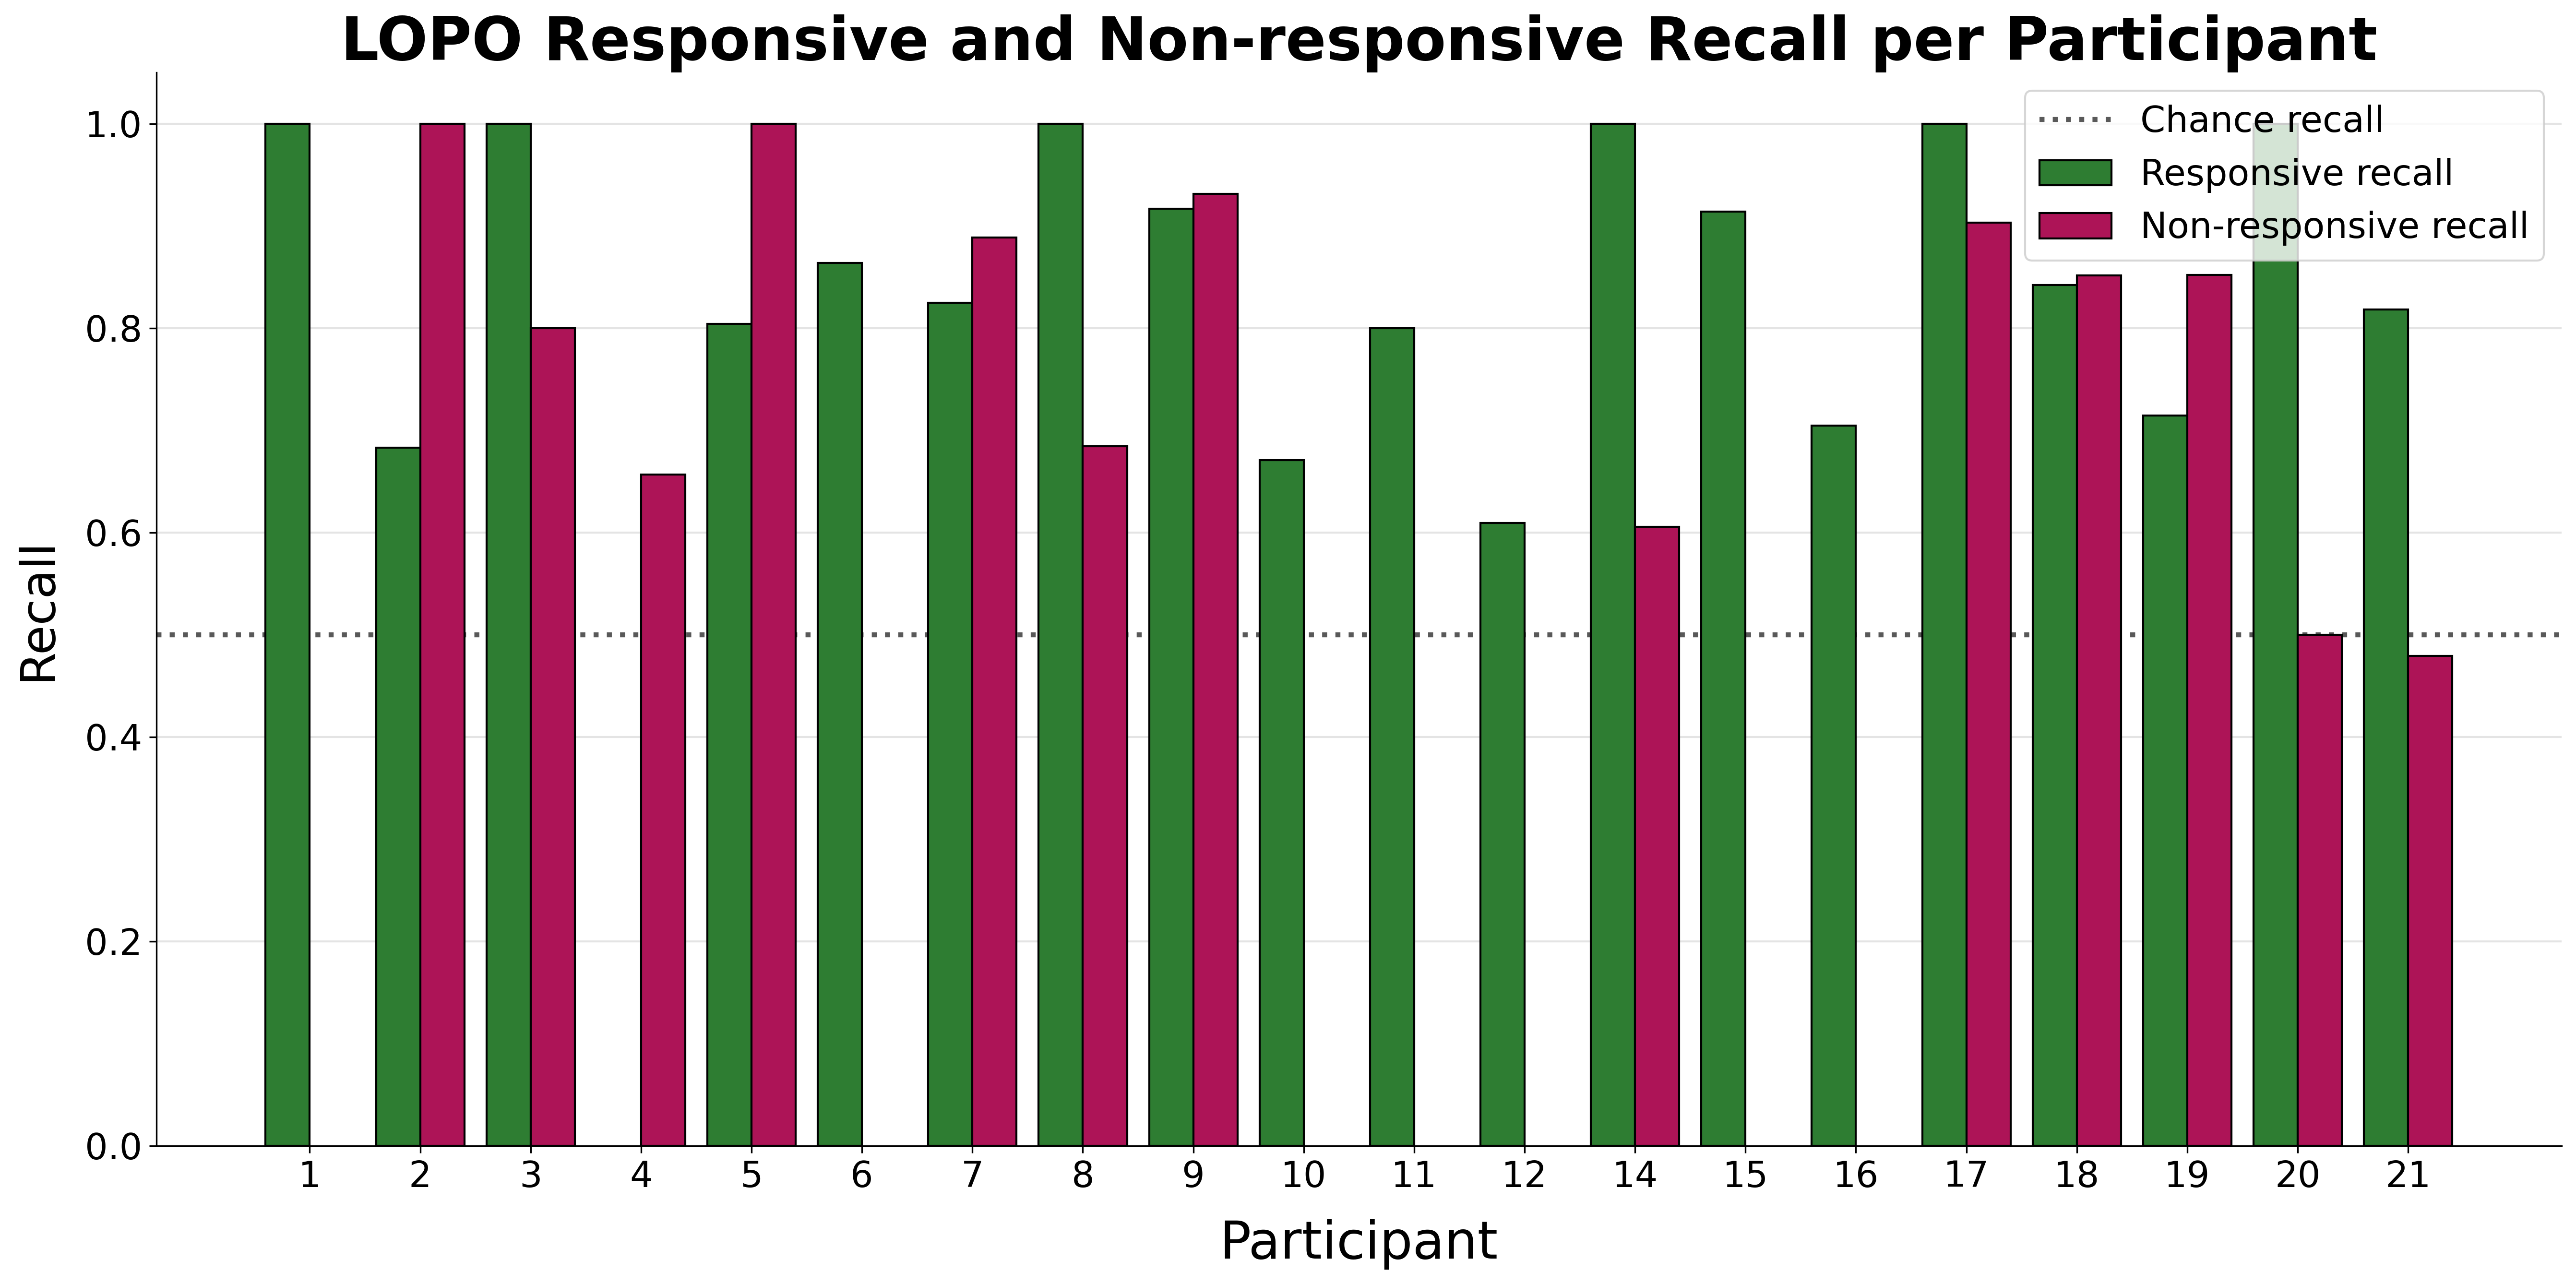 LOPO Responsive and Non-responsive Recall per Participant
Chance recall
Responsive recall
Non-responsive recall
1.0
0.8
0.6
0.4
0.2
0.0
Recall
1 2 3 4 5 6 7 8 9 10 11 12 14 15 16 17 18 19 20 21
Participant